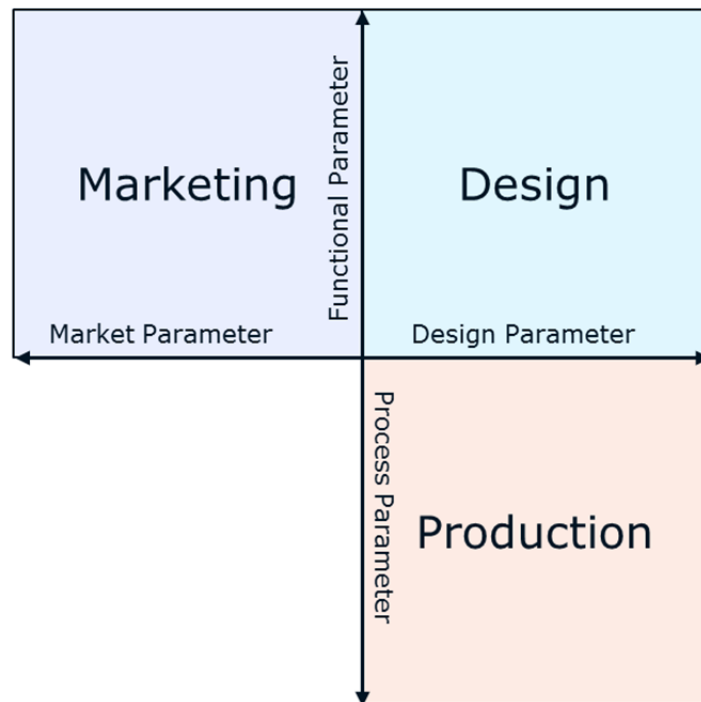 Marketing
Functional Parameter
Design
Market Parameter
Design Parameter
Process Parameter
Production